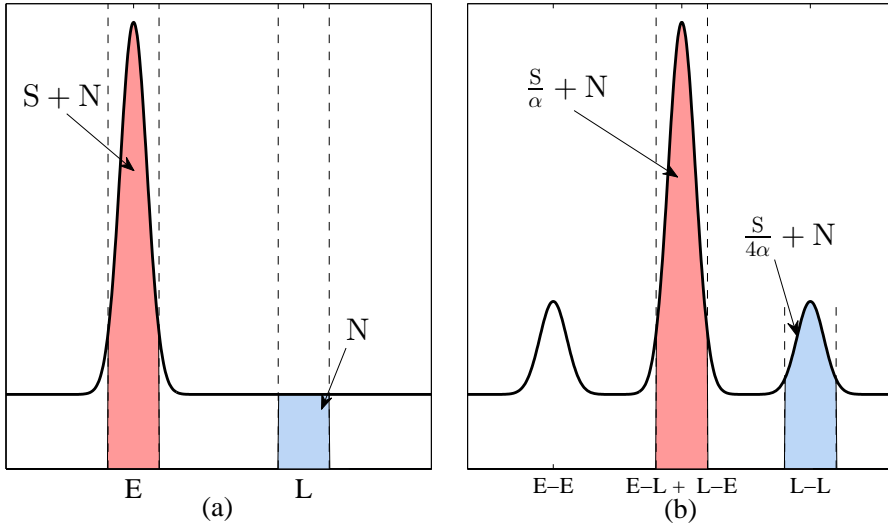 S + N
N
E
L
(a)
S/α + N
S/4α + N
E–E
E–L + L–E
L–L
(b)